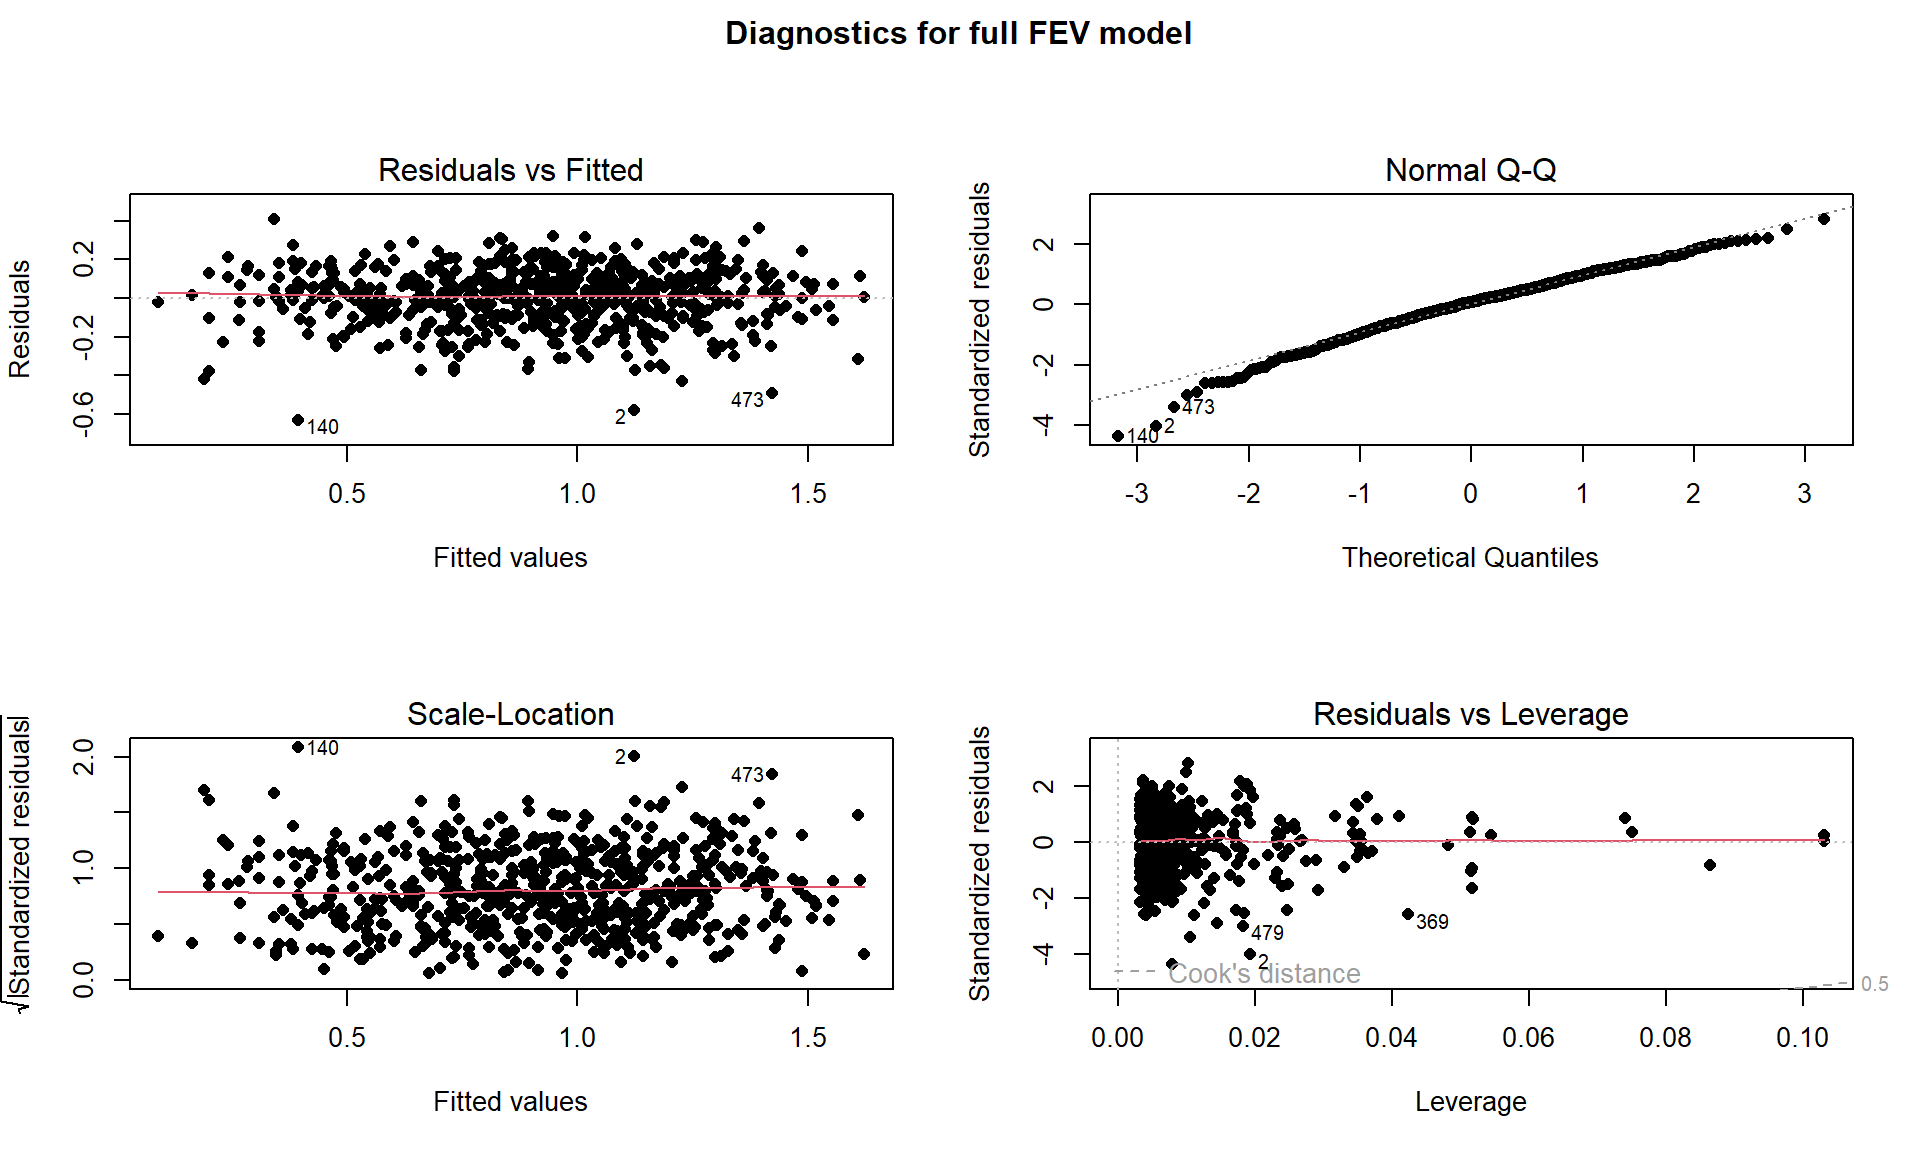 Diagnostics for full FEV model
Residuals vs Fitted
Residuals
0.2
-0.2
-0.6
140
2
473
0.5 1.0 1.5
Fitted values
Normal Q-Q
Standardized residuals
2
0
-2
-4
473
2
140
-3 -2 -1 0 1 2 3
Theoretical Quantiles
Scale-Location
√|Standardized residuals|
2.0
1.0
0.0
140
2
473
0.5 1.0 1.5
Fitted values
Residuals vs Leverage
Standardized residuals
2
0
-2
-4
369
479
2
Cook's distance
0.5
0.00 0.02 0.04 0.06 0.08 0.10
Leverage